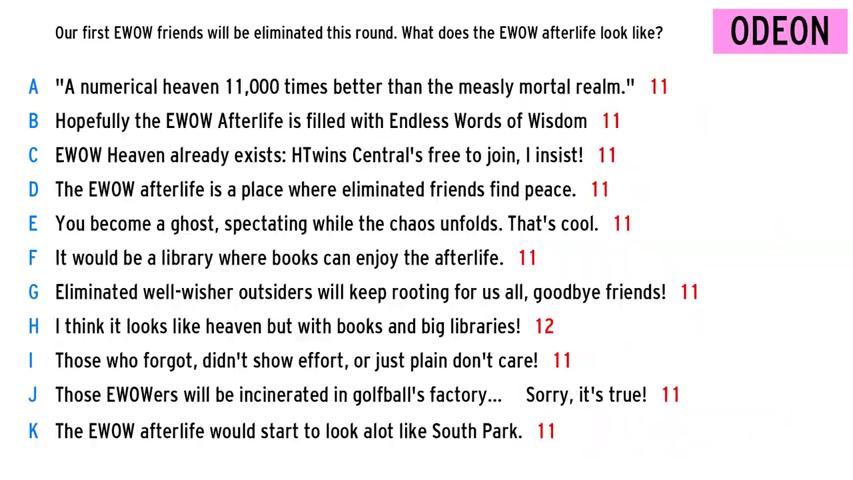 Our first EWOW friends will be eliminated this round. What does the EWOW afterlife look like?
ODEON
A "A numerical heaven 11,000 times better than the measly mortal realm." 11
B Hopefully the EWOW Afterlife is filled with Endless Words of Wisdom 11
C EWOW Heaven already exists: HTwins Central's free to join, I insist! 11
D The EWOW afterlife is a place where eliminated friends find peace. 11
E You become a ghost, spectating while the chaos unfolds. That's cool. 11
F It would be a library where books can enjoy the afterlife. 11
G Eliminated well-wisher outsiders will keep rooting for us all, goodbye friends! 11
H I think it looks like heaven but with books and big libraries! 12
I Those who forgot, didn't show effort, or just plain don't care! 11
J Those EWOWers will be incinerated in golfball's factory... Sorry, it's true! 11
K The EWOW afterlife would start to look alot like South Park. 11